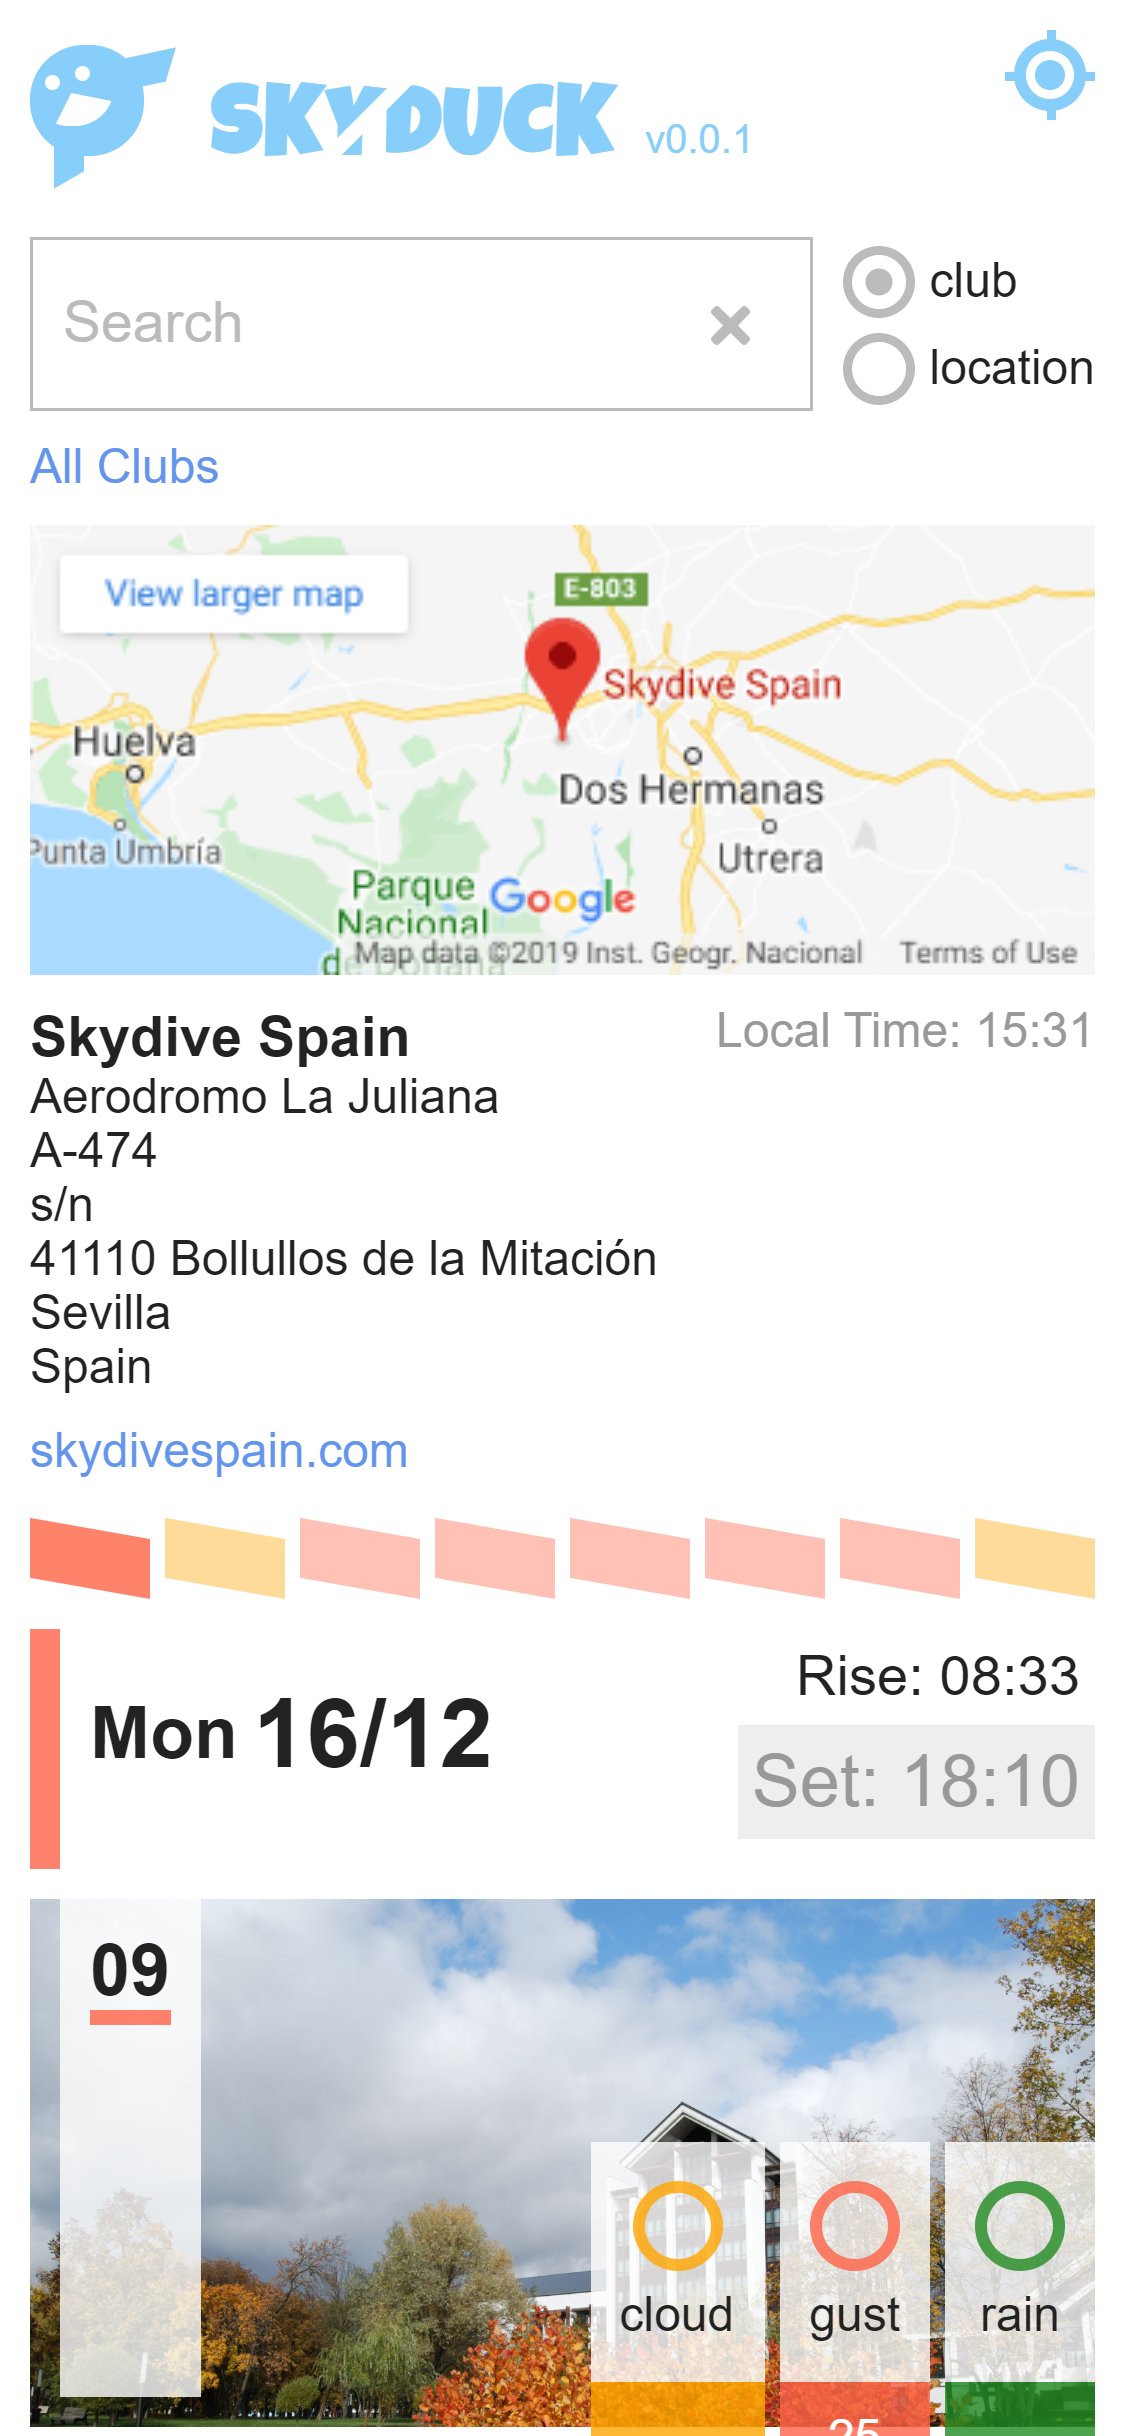 SKYDUCK v0.0.1
Search
club
location
All Clubs
View larger map
E-803
Skydive Spain
Huelva
Dos Hermanas
Punta Umbría
Utrera
Parque
Nacional
Google
Map data ©2019 Inst. Geogr. Nacional Terms of Use
Skydive Spain
Local Time: 15:31
Aerodromo La Juliana
A-474
s/n
41110 Bollullos de la Mitación
Sevilla
Spain
skydivespain.com
Mon 16/12
Rise: 08:33
Set: 18:10
09
cloud
gust
rain
25